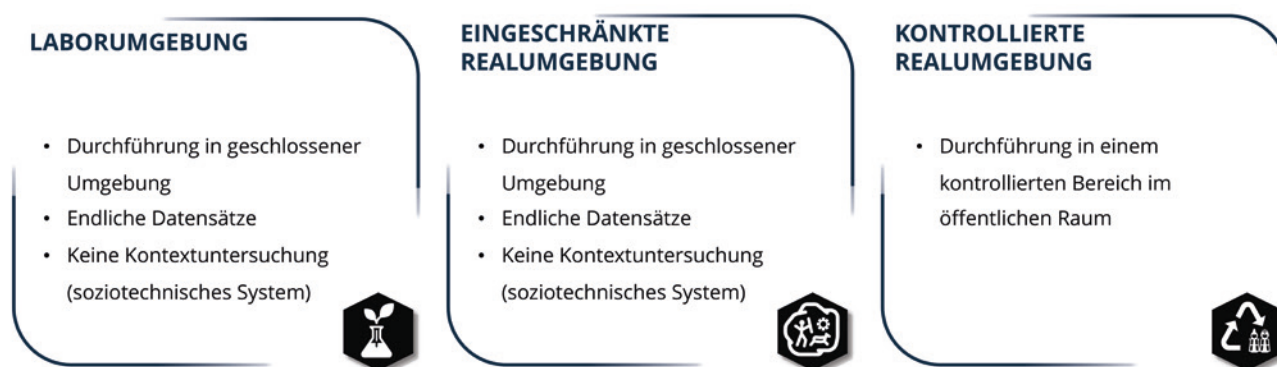 LABORUMGEBUNG
• Durchführung in geschlossener
Umgebung
• Endliche Datensätze
• Keine Kontextuntersuchung
(soziotechnisches System)
EINGESCHRÄNKTE
REALUMGEBUNG
• Durchführung in geschlossener
Umgebung
• Endliche Datensätze
• Keine Kontextuntersuchung
(soziotechnisches System)
KONTROLLIERTE
REALUMGEBUNG
• Durchführung in einem
kontrollierten Bereich im
öffentlichen Raum